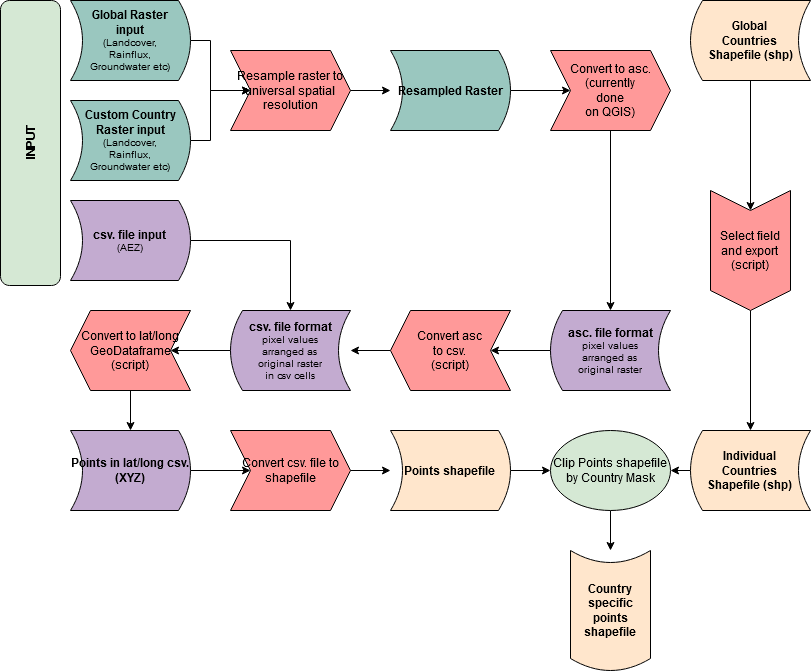 INPUT
Global Raster
input
(Landcover,
Rainflux,
Groundwater etc)
Custom Country
Raster input
(Landcover,
Rainflux,
Groundwater etc)
csv. file input
(AEZ)
Resample raster to
universal spatial
resolution
Resampled Raster
Convert to asc.
(currently
done
on QGIS)
Global
Countries
Shapefile (shp)
Select field
and export
(script)
Convert to lat/long
GeoDataframe
(script)
csv. file format
pixel values
arranged as
original raster
in csv cells
Convert asc
to csv.
(script)
asc. file format
pixel values
arranged as
original raster
Points in lat/long csv.
(XYZ)
Convert csv. file to
shapefile
Points shapefile
Clip Points shapefile
by Country Mask
Individual
Countries
Shapefile (shp)
Country
specific
points
shapefile